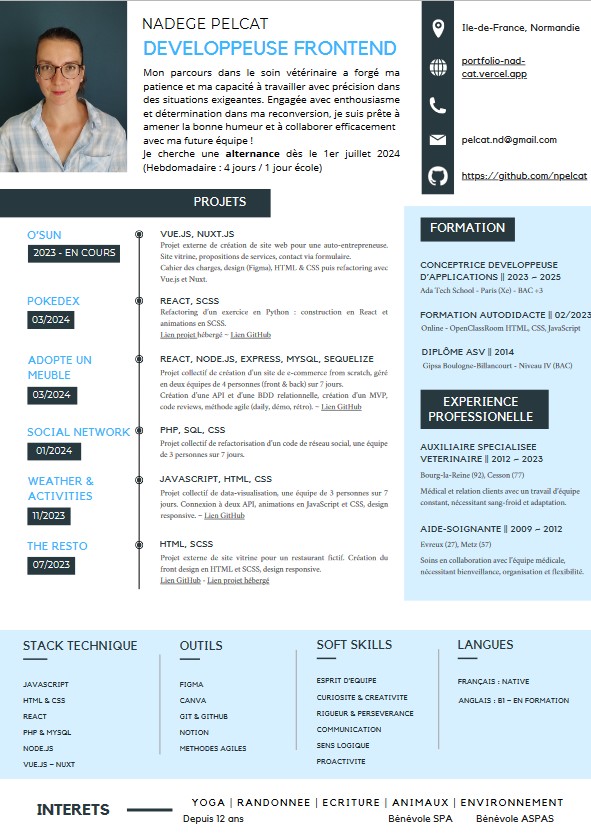 NADEGE PELCAT
DEVELOPPEUSE FRONTEND
Mon parcours dans le soin vétérinaire a forgé ma
patience et ma capacité à travailler avec précision dans
des situations exigeantes. Engagée avec enthousiasme
et détermination dans ma reconversion, je suis prête à
amener la bonne humeur et à collaborer efficacement
avec ma future équipe !
Je cherche une alternance dès le 1er juillet 2024
(Hebdomadaire : 4 jours / 1 jour école)
Ile-de-France, Normandie
portfolio-nad-
cat.vercel.app
pelcat.nd@gmail.com
https://github.com/npelcat
PROJETS
O'SUN
2023 - EN COURS
VUE.JS, NUXT.JS
Projet externe de création de site web pour une auto-entrepreneuse.
Site vitrine, propositions de services, contact via formulaire.
Cahier des charges, design (Figma), HTML & CSS puis refactoring avec
Vue.js et Nuxt.
POKEDEX
03/2024
REACT, SCSS
Refactoring d'un exercice en Python : construction en React et
animations en SCSS.
Lien projet hébergé ~ Lien GitHub
ADOPTE UN
MEUBLE
03/2024
REACT, NODE.JS, EXPRESS, MYSQL, SEQUELIZE
Projet collectif de création d'un site de e-commerce from scratch, géré
en deux équipes de 4 personnes (front & back) sur 7 jours.
Création d'une API et d'une BDD relationnelle, création d'un MVP,
code reviews, méthode agile (daily, démo, rétro). ~ Lien GitHub
SOCIAL NETWORK
01/2024
PHP, SQL, CSS
Projet collectif de refactorisation d'un code de réseau social, une équipe
de 3 personnes sur 7 jours.
WEATHER &
ACTIVITIES
11/2023
JAVASCRIPT, HTML, CSS
Projet collectif de data-visualisation, une équipe de 3 personnes sur 7
jours. Connexion à deux API, animations en JavaScript et CSS, design
responsive. ~ Lien GitHub
THE RESTO
07/2023
HTML, SCSS
Projet externe de site vitrine pour un restaurant fictif. Création du
front design en HTML et SCSS, design responsive.
Lien GitHub - Lien projet hébergé
FORMATION
CONCEPTRICE DEVELOPPEUSE
D'APPLICATIONS || 2023 ~ 2025
Ada Tech School - Paris (Xe) - BAC +3
FORMATION AUTODIDACTE || 02/2023
Online - OpenClassRoom HTML, CSS, JavaScript
DIPLÔME ASV || 2014
Gipsa Boulogne-Billancourt - Niveau IV (BAC)
EXPERIENCE
PROFESSIONELLE
AUXILIAIRE SPECIALISEE
VETERINAIRE || 2012 ~ 2023
Bourg-la-Reine (92), Cesson (77)
Médical et relation clients avec un travail d'équipe
constant, nécessitant sang-froid et adaptation.
AIDE-SOIGNANTE || 2009 ~ 2012
Evreux (27), Metz (57)
Soins en collaboration avec l'équipe médicale,
nécessitant bienveillance, organisation et flexibilité.
STACK TECHNIQUE
JAVASCRIPT
HTML & CSS
REACT
PHP & MYSQL
NODE.JS
VUE.JS ~ NUXT
OUTILS
FIGMA
CANVA
GIT & GITHUB
NOTION
METHODES AGILES
SOFT SKILLS
ESPRIT D'EQUIPE
CURIOSITE & CREATIVITE
RIGUEUR & PERSEVERANCE
COMMUNICATION
SENS LOGIQUE
PROACTIVITE
LANGUES
FRANÇAIS : NATIVE
ANGLAIS : B1 ~ EN FORMATION
INTERETS
YOGA | RANDONNEE | ECRITURE | ANIMAUX | ENVIRONNEMENT
Depuis 12 ans Bénévole SPA Bénévole ASPAS